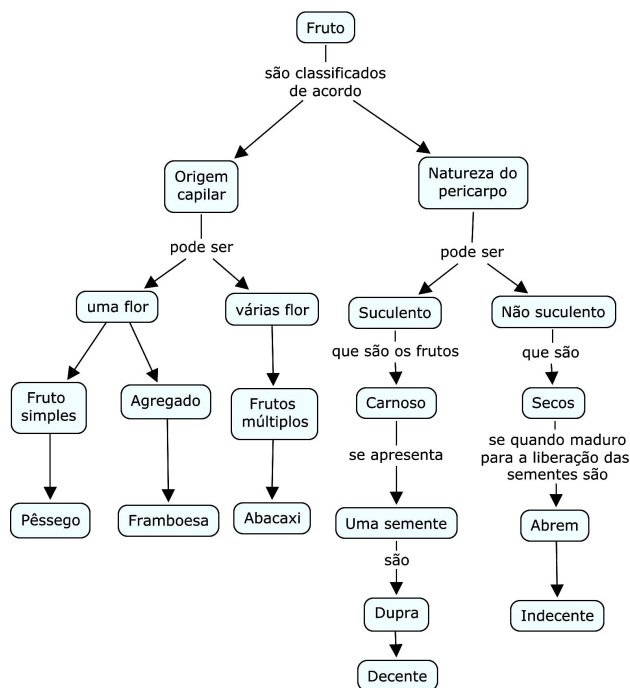 Fruto
são classificados
de acordo
Origem
capilar
Natureza do
pericarpo
pode ser
pode ser
uma flor
várias flor
Suculento
Não suculento
que são os frutos
que são
Fruto
simples
Agregado
Frutos
múltiplos
Carnoso
Secos
se apresenta
se quando maduro
para a liberação das
sementes são
Pêssego
Framboesa
Abacaxi
Uma semente
Abrem
são
Dupra
Indecente
Decente